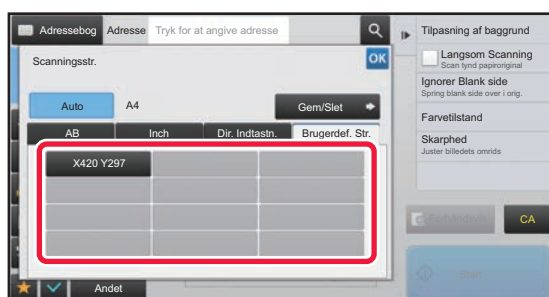 Adressebog Adresse Tryk for at angive adresse
Scanningsstr. OK
Auto A4 Gem/Slet
AB Inch Dir. Indtastn. Brugerdef. Str.
X420 Y297
Andet
Tilpasning af baggrund
Langsom Scanning
Scan tynd papiroriginal
Ignorer Blank side
Spring blank side over i orig.
Farvetilstand
Skarphed
Juster billedets omrids
CA
Start